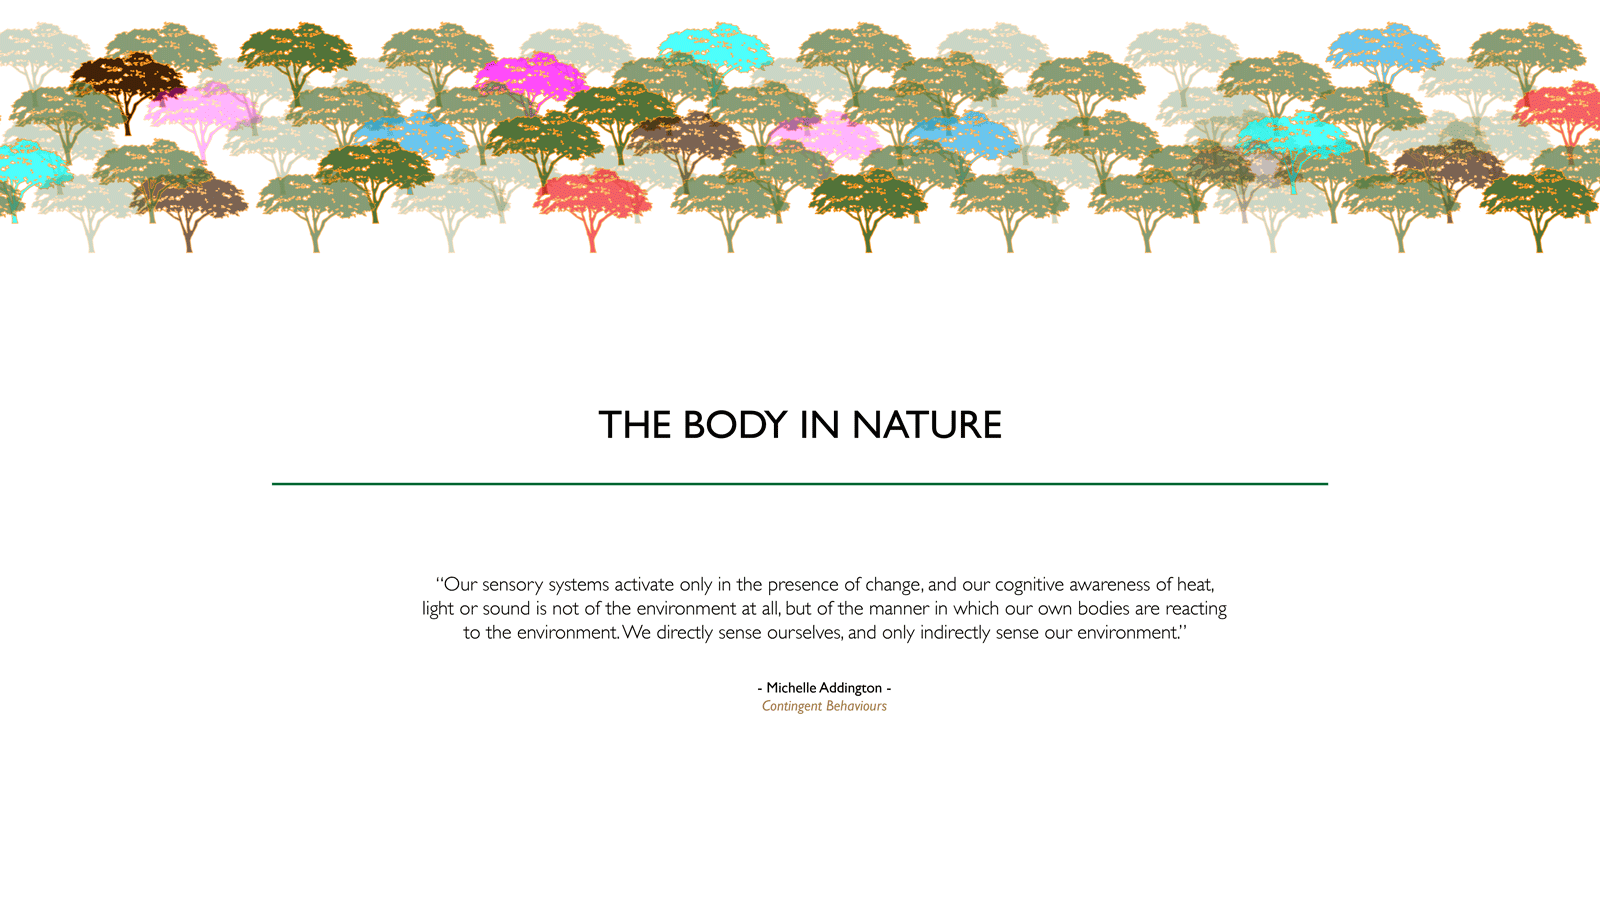 THE BODY IN NATURE
“Our sensory systems activate only in the presence of change, and our cognitive awareness of heat,
light or sound is not of the environment at all, but of the manner in which our own bodies are reacting
to the environment. We directly sense ourselves, and only indirectly sense our environment.”
- Michelle Addington -
Contingent Behaviours